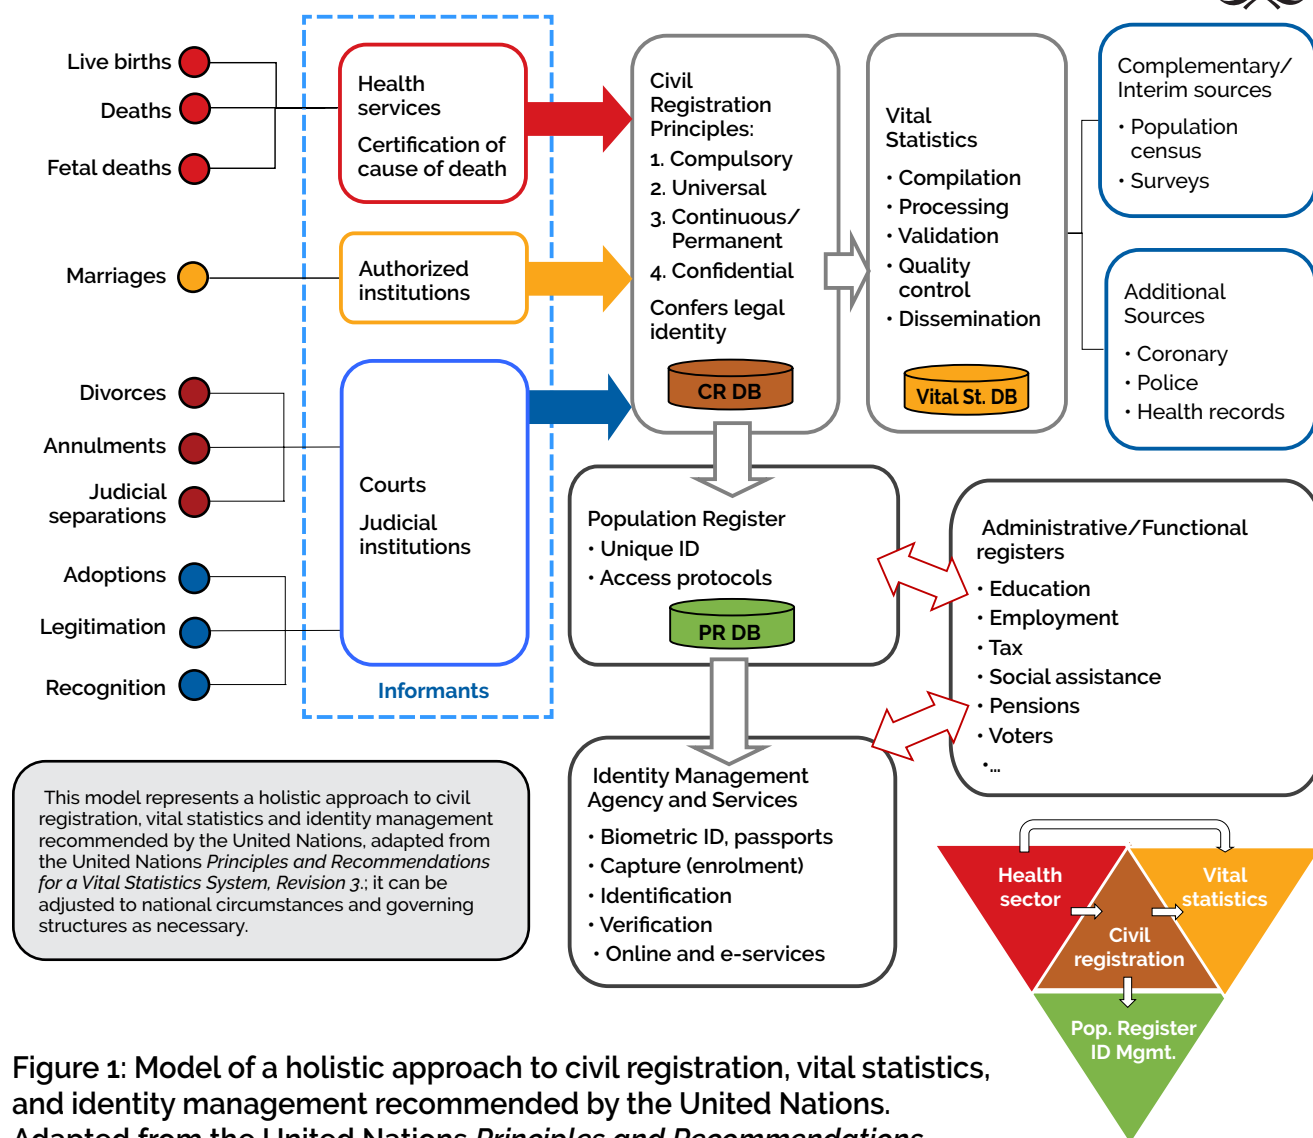 Live births
Deaths
Fetal deaths
Marriages
Divorces
Annulments
Judicial
separations
Adoptions
Legitimation
Recognition
Health
services
Certification of
cause of death
Authorized
institutions
Courts
Judicial
institutions
Informants
Civil
Registration
Principles:
1. Compulsory
2. Universal
3. Continuous/
Permanent
4. Confidential
Confers legal
identity
CR DB
Vital
Statistics
• Compilation
• Processing
• Validation
• Quality
control
• Dissemination
Vital St. DB
Complementary/
Interim sources
• Population
census
• Surveys
Additional
Sources
• Coronary
• Police
• Health records
Population Register
• Unique ID
• Access protocols
PR DB
Administrative/Functional
registers
• Education
• Employment
• Tax
• Social assistance
• Pensions
• Voters
•...
Identity Management
Agency and Services
• Biometric ID, passports
• Capture (enrolment)
• Identification
• Verification
• Online and e-services
This model represents a holistic approach to civil
registration, vital statistics and identity management
recommended by the United Nations, adapted from
the United Nations Principles and Recommendations
for a Vital Statistics System, Revision 3.; it can be
adjusted to national circumstances and governing
structures as necessary.
Health
sector
Vital
statistics
Civil
registration
Pop. Register
ID Mgmt.
Figure 1: Model of a holistic approach to civil registration, vital statistics,
and identity management recommended by the United Nations.
Adapted from the United Nations Principles and Recommendations